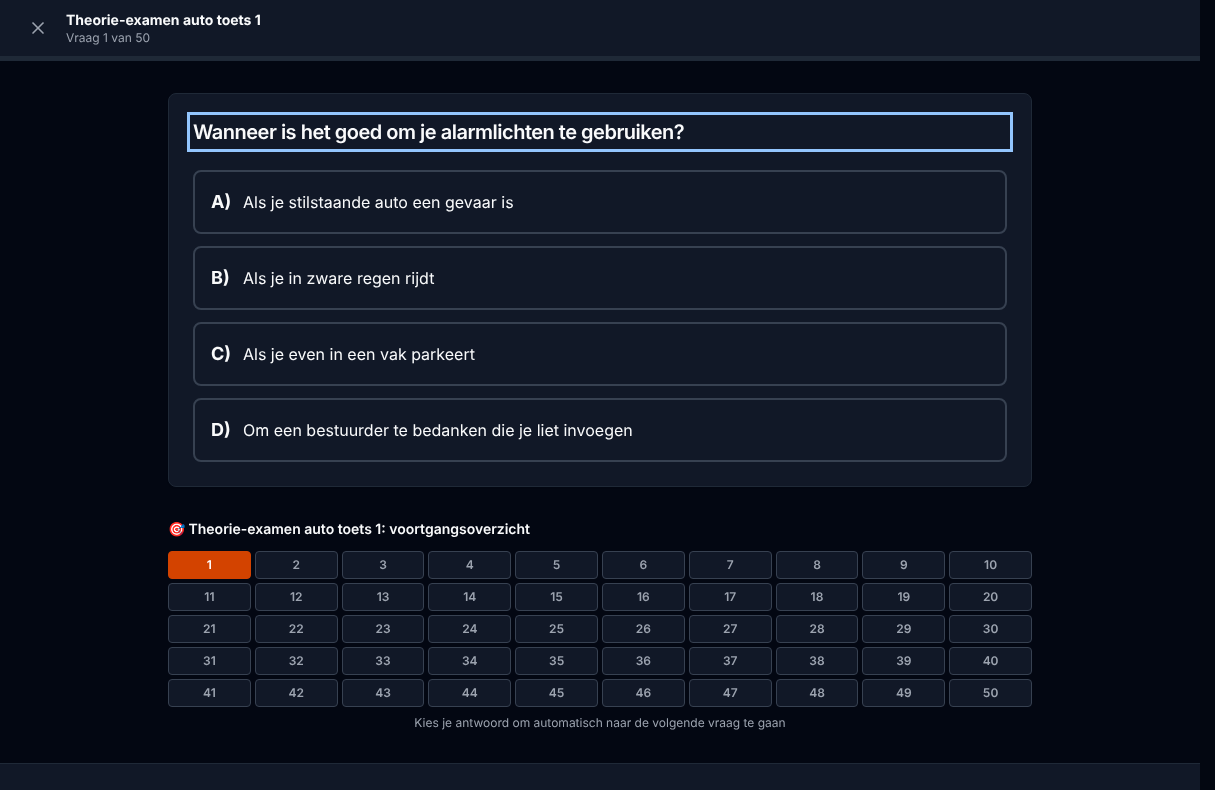 Theorie-examen auto toets 1
Vraag 1 van 50
Wanneer is het goed om je alarmlichten te gebruiken?
A) Als je stilstaande auto een gevaar is
B) Als je in zware regen rijdt
C) Als je even in een vak parkeert
D) Om een bestuurder te bedanken die je liet invoegen
🎯 Theorie-examen auto toets 1: voortgangsoverzicht
1 2 3 4 5 6 7 8 9 10
11 12 13 14 15 16 17 18 19 20
21 22 23 24 25 26 27 28 29 30
31 32 33 34 35 36 37 38 39 40
41 42 43 44 45 46 47 48 49 50
Kies je antwoord om automatisch naar de volgende vraag te gaan